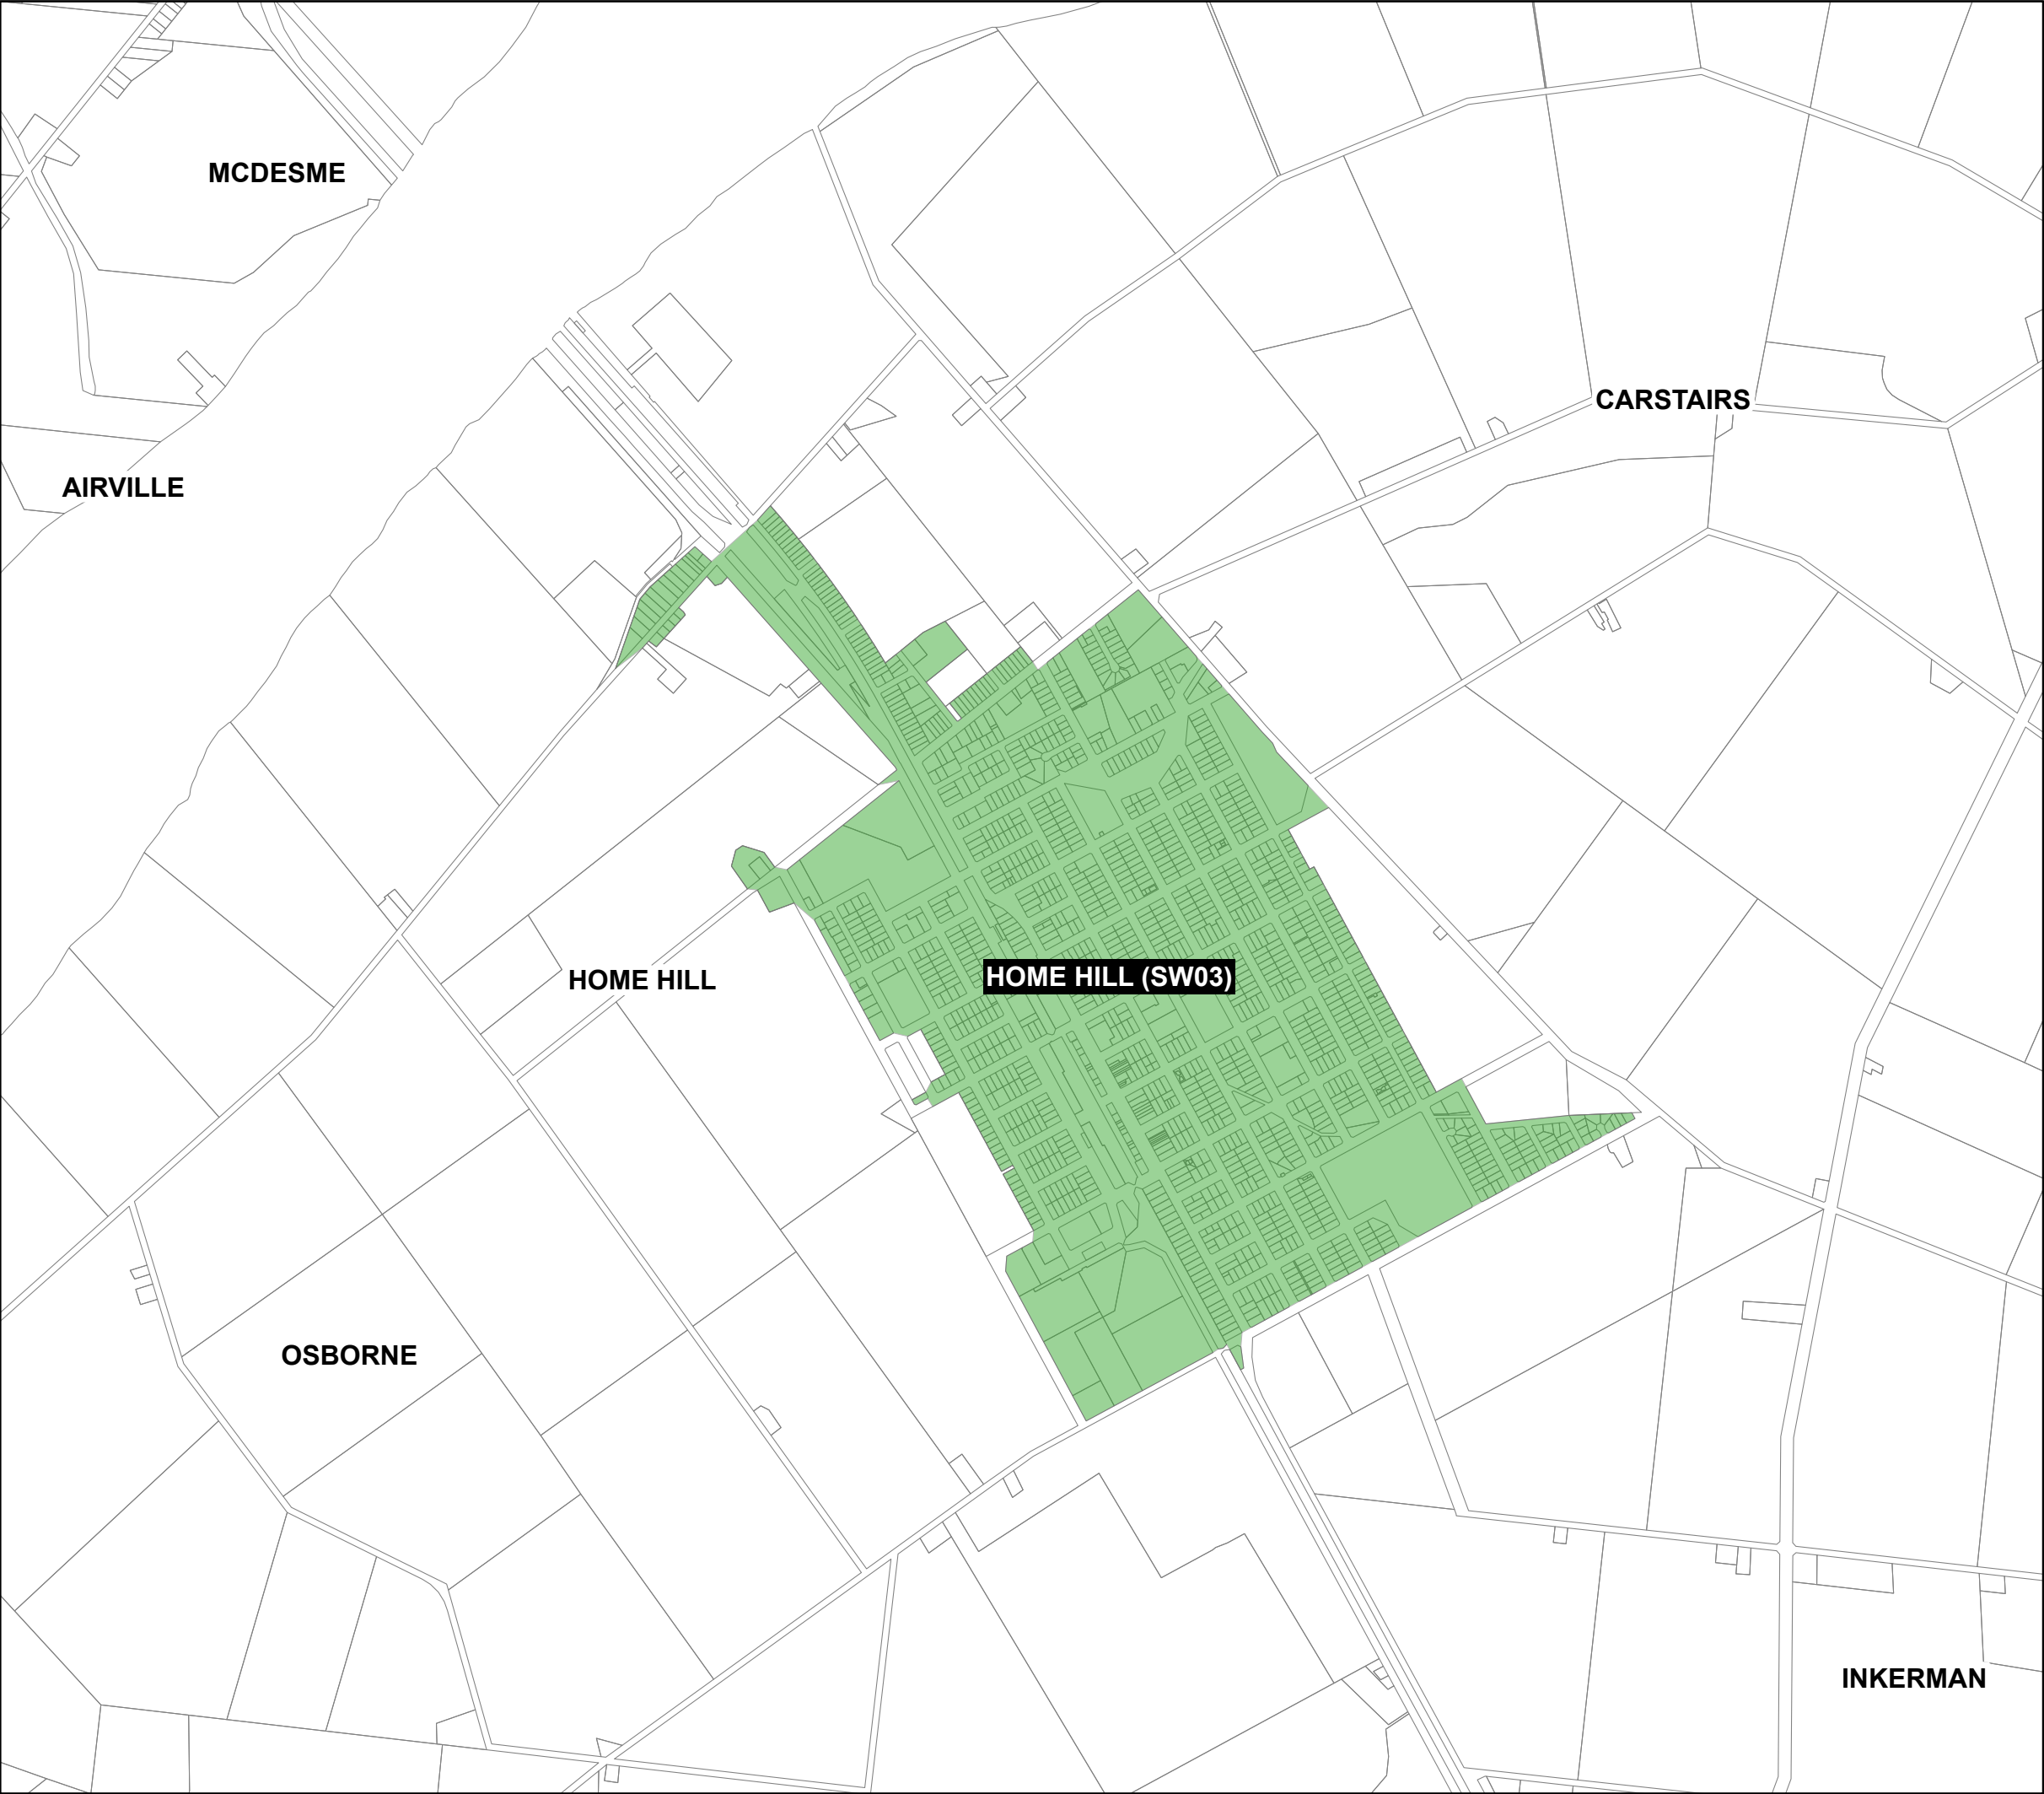 MCDESME
CARSTAIRS
AIRVILLE
HOME HILL
HOME HILL (SW03)
OSBORNE
INKERMAN